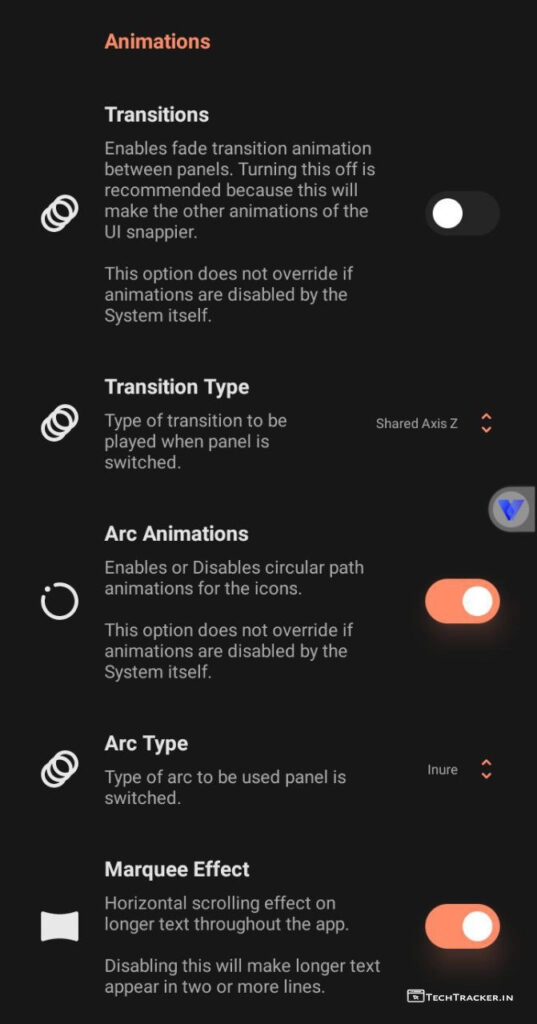 Animations
Transitions
Enables fade transition animation
between panels. Turning this off is
recommended because this will
make the other animations of the
UI snappier.
This option does not override if
animations are disabled by the
System itself.
Transition Type
Type of transition to be
played when panel is
switched.
Shared Axis Z
Arc Animations
Enables or Disables circular path
animations for the icons.
This option does not override if
animations are disabled by the
System itself.
Arc Type
Type of arc to be used panel is
switched.
Inure
Marquee Effect
Horizontal scrolling effect on
longer text throughout the app.
Disabling this will make longer text
appear in two or more lines.
TechTracker.in